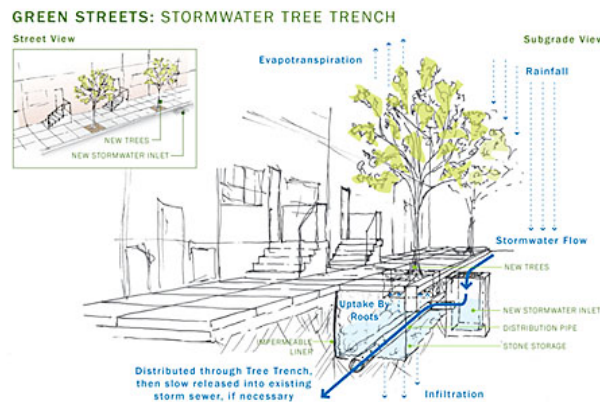 GREEN STREETS: STORMWATER TREE TRENCH
Street View
NEW TREES
NEW STORMWATER INLET
Evapotranspiration
Subgrade View
Rainfall
Stormwater Flow
NEW TREES
Uptake By
Roots
NEW STORMWATER INLET
DISTRIBUTION PIPE
IMPERMEABLE
LINER
STONE STORAGE
Distributed through Tree Trench,
then slow released into existing
storm sewer, if necessary
Infiltration